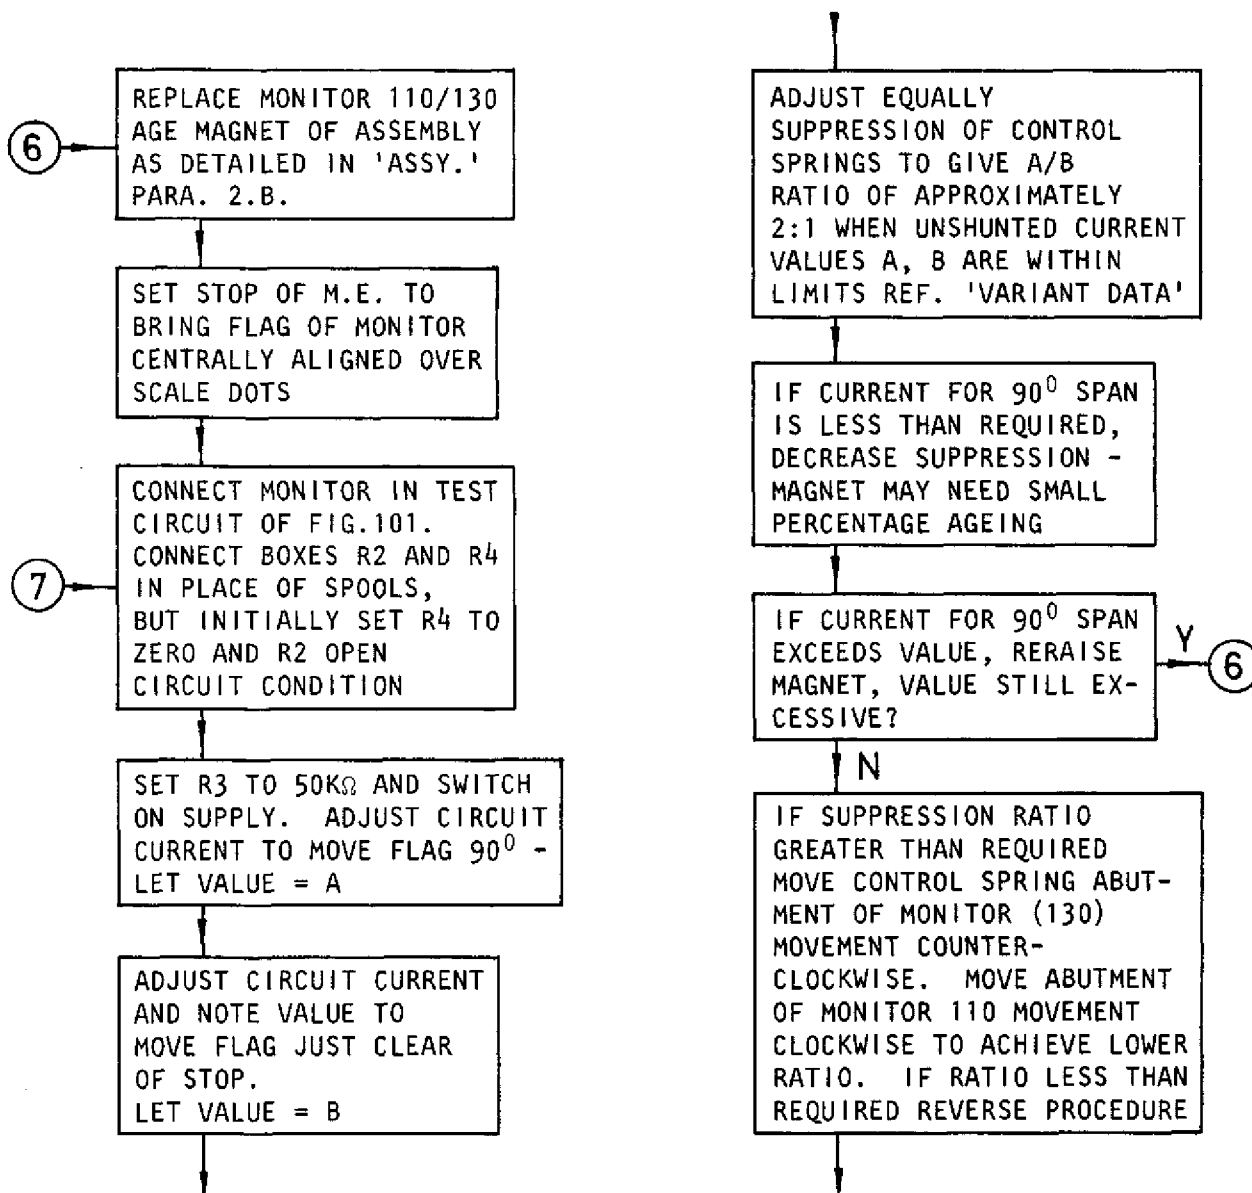 6
REPLACE MONITOR 110/130
AGE MAGNET OF ASSEMBLY
AS DETAILED IN 'ASSY.'
PARA. 2.B.
SET STOP OF M.E. TO
BRING FLAG OF MONITOR
CENTRALLY ALIGNED OVER
SCALE DOTS
7
CONNECT MONITOR IN TEST
CIRCUIT OF FIG.101.
CONNECT BOXES R2 AND R4
IN PLACE OF SPOOLS,
BUT INITIALLY SET R4 TO
ZERO AND R2 OPEN
CIRCUIT CONDITION
SET R3 TO 50KΩ AND SWITCH
ON SUPPLY. ADJUST CIRCUIT
CURRENT TO MOVE FLAG 90⁰ -
LET VALUE = A
ADJUST CIRCUIT CURRENT
AND NOTE VALUE TO
MOVE FLAG JUST CLEAR
OF STOP.
LET VALUE = B
ADJUST EQUALLY
SUPPRESSION OF CONTROL
SPRINGS TO GIVE A/B
RATIO OF APPROXIMATELY
2:1 WHEN UNSHUNTED CURRENT
VALUES A, B ARE WITHIN
LIMITS REF. 'VARIANT DATA'
IF CURRENT FOR 90⁰ SPAN
IS LESS THAN REQUIRED,
DECREASE SUPPRESSION -
MAGNET MAY NEED SMALL
PERCENTAGE AGEING
IF CURRENT FOR 90⁰ SPAN
EXCEEDS VALUE, RERAISE
MAGNET, VALUE STILL EX-
CESSIVE?
Y
6
N
IF SUPPRESSION RATIO
GREATER THAN REQUIRED
MOVE CONTROL SPRING ABUT-
MENT OF MONITOR (130)
MOVEMENT COUNTER-
CLOCKWISE. MOVE ABUTMENT
OF MONITOR 110 MOVEMENT
CLOCKWISE TO ACHIEVE LOWER
RATIO. IF RATIO LESS THAN
REQUIRED REVERSE PROCEDURE